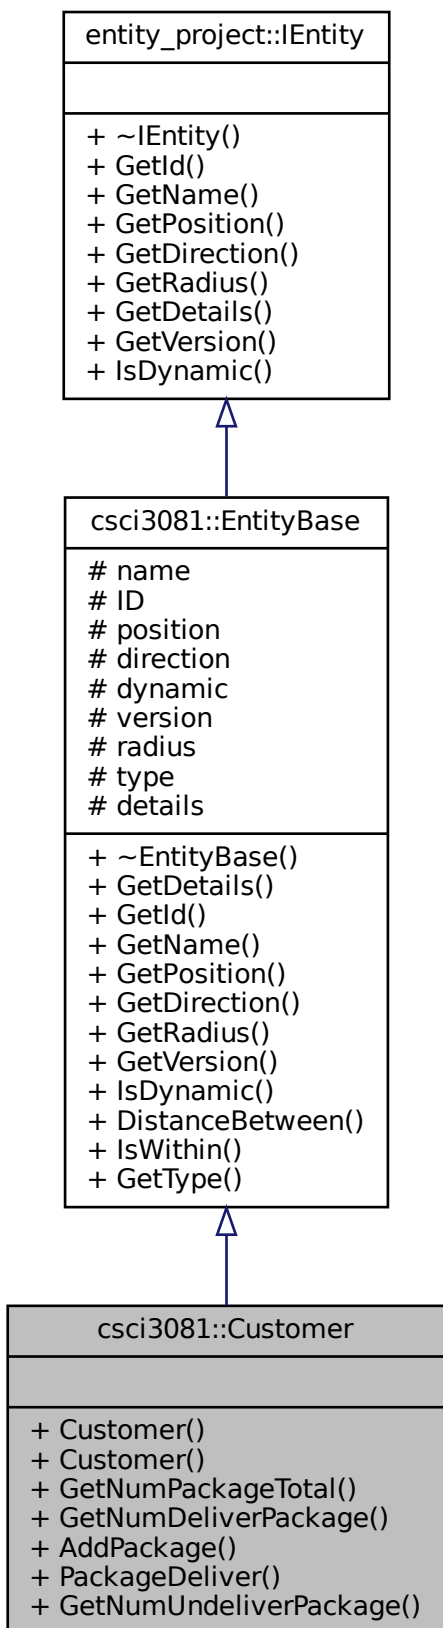 entity_project::IEntity
+ ~IEntity()
+ GetId()
+ GetName()
+ GetPosition()
+ GetDirection()
+ GetRadius()
+ GetDetails()
+ GetVersion()
+ IsDynamic()
csci3081::EntityBase
# name
# ID
# position
# direction
# dynamic
# version
# radius
# type
# details
+ ~EntityBase()
+ GetDetails()
+ GetId()
+ GetName()
+ GetPosition()
+ GetDirection()
+ GetRadius()
+ GetVersion()
+ IsDynamic()
+ DistanceBetween()
+ IsWithin()
+ GetType()
csci3081::Customer
+ Customer()
+ Customer()
+ GetNumPackageTotal()
+ GetNumDeliverPackage()
+ AddPackage()
+ PackageDeliver()
+ GetNumUndeliverPackage()